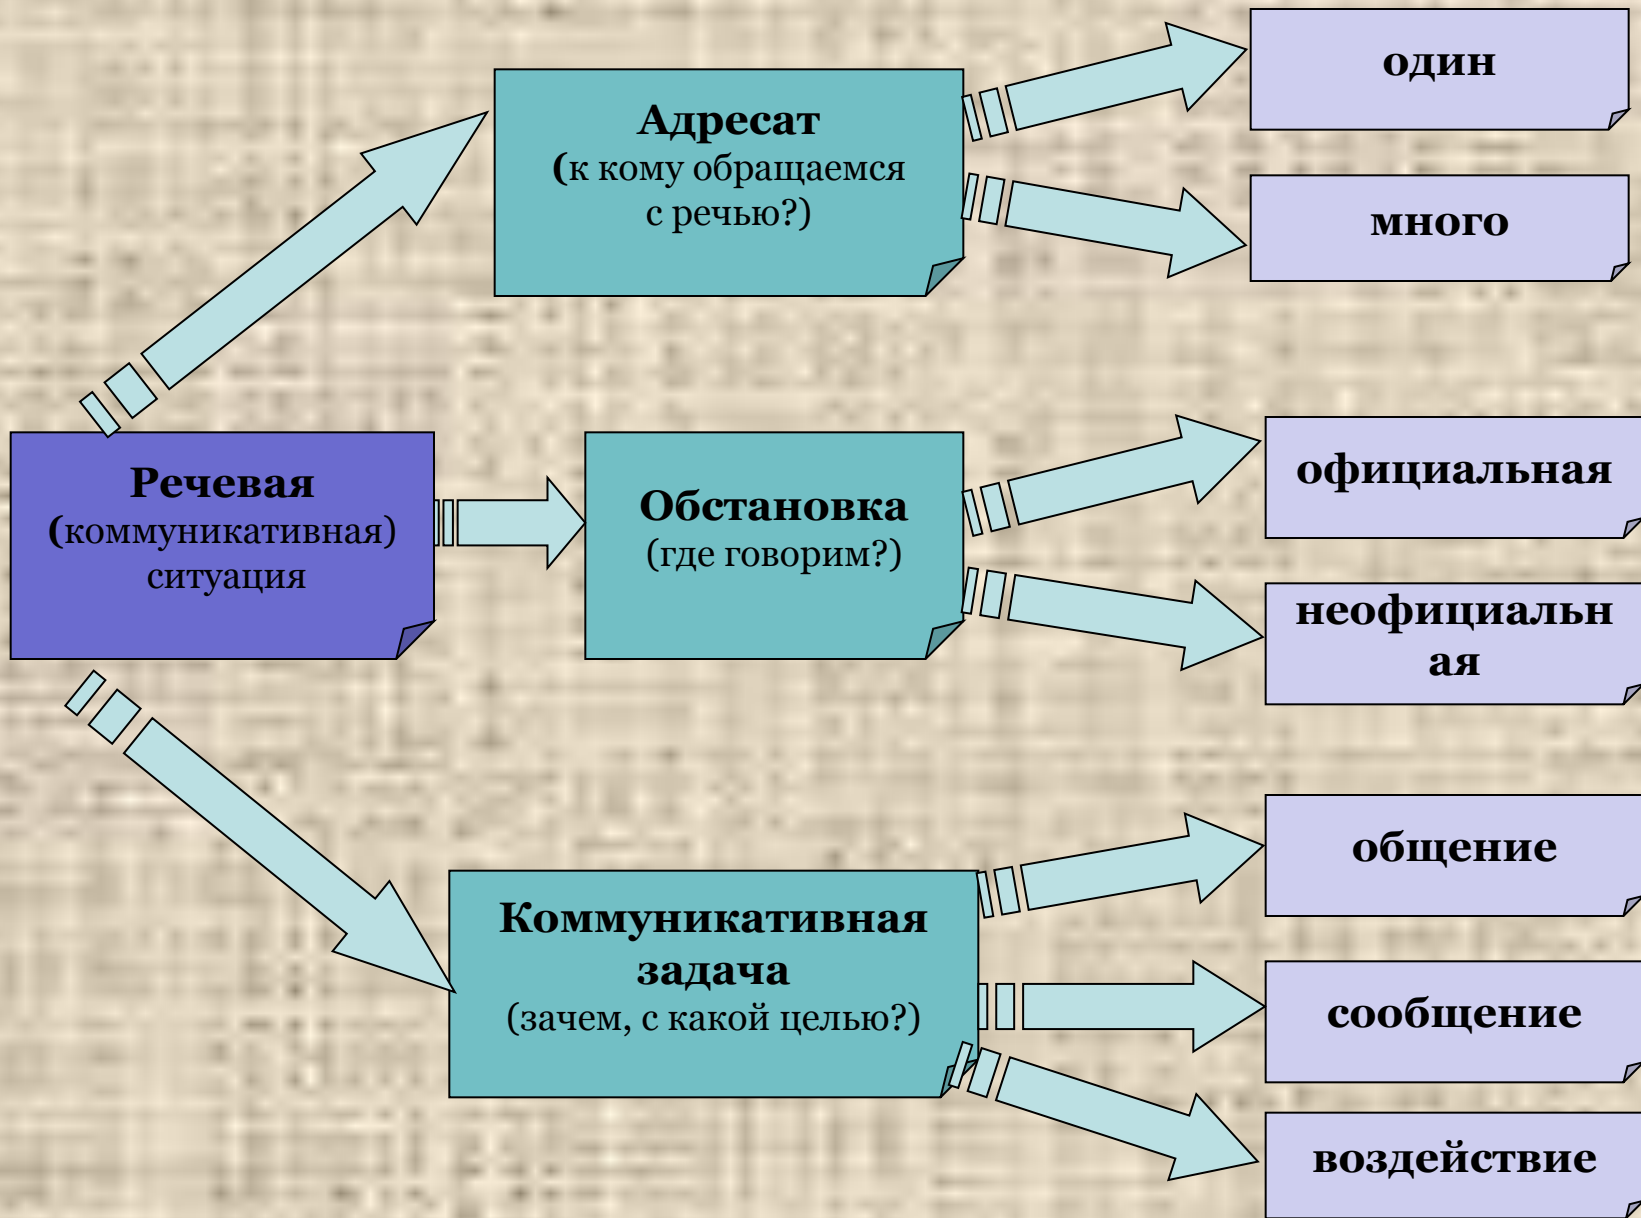 Речевая
(коммуникативная)
ситуация
Адресат
(к кому обращаемся
с речью?)
один
много
Обстановка
(где говорим?)
официальная
неофициальн
ая
Коммуникативная
задача
(зачем, с какой целью?)
общение
сообщение
воздействие